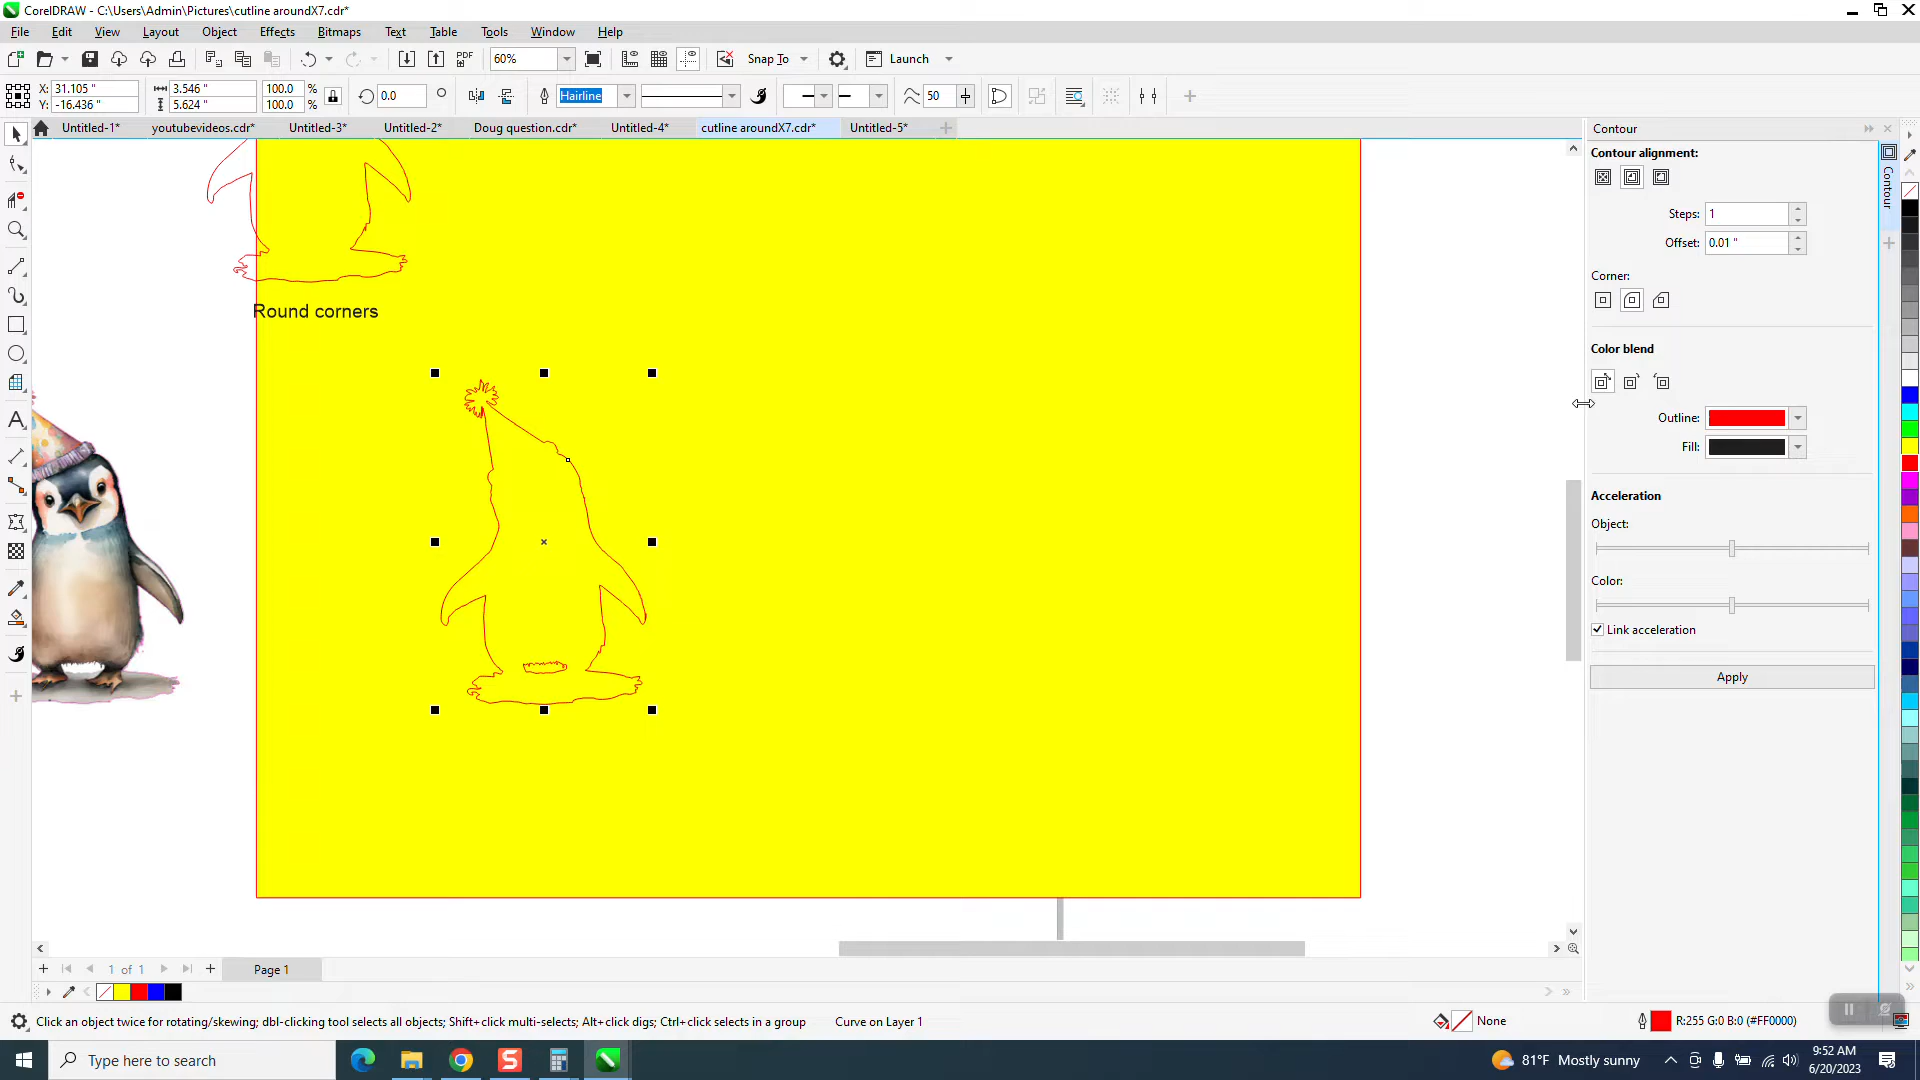 CorelDRAW - C:\Users\Admin\Pictures\cutline aroundX7.cdr*
File Edit View Layout Object Effects Bitmaps Text Table Tools Window Help
PDF 60% Snap To Launch
X: 31.105 " 3.546 " 100.0 % 0.0 Hairline 50
Y: -16.436 " 5.624 " 100.0 %
Untitled-1* youtubevideos.cdr* Untitled-3* Untitled-2* Doug question.cdr* Untitled-4* cutline aroundX7.cdr* Untitled-5*
Contour
Contour alignment:
Contour
Steps: 1
Offset: 0.01 "
Corner:
Round corners
Color blend
Outline:
Fill:
Acceleration
Object:
Color:
Link acceleration
Apply
1 of 1 Page 1
Click an object twice for rotating/skewing; dbl-clicking tool selects all objects; Shift+click multi-selects; Alt+click digs; Ctrl+click selects in a group Curve on Layer 1 None R:255 G:0 B:0 (#FF0000)
Type here to search 81°F Mostly sunny 9:52 AM
6/20/2023